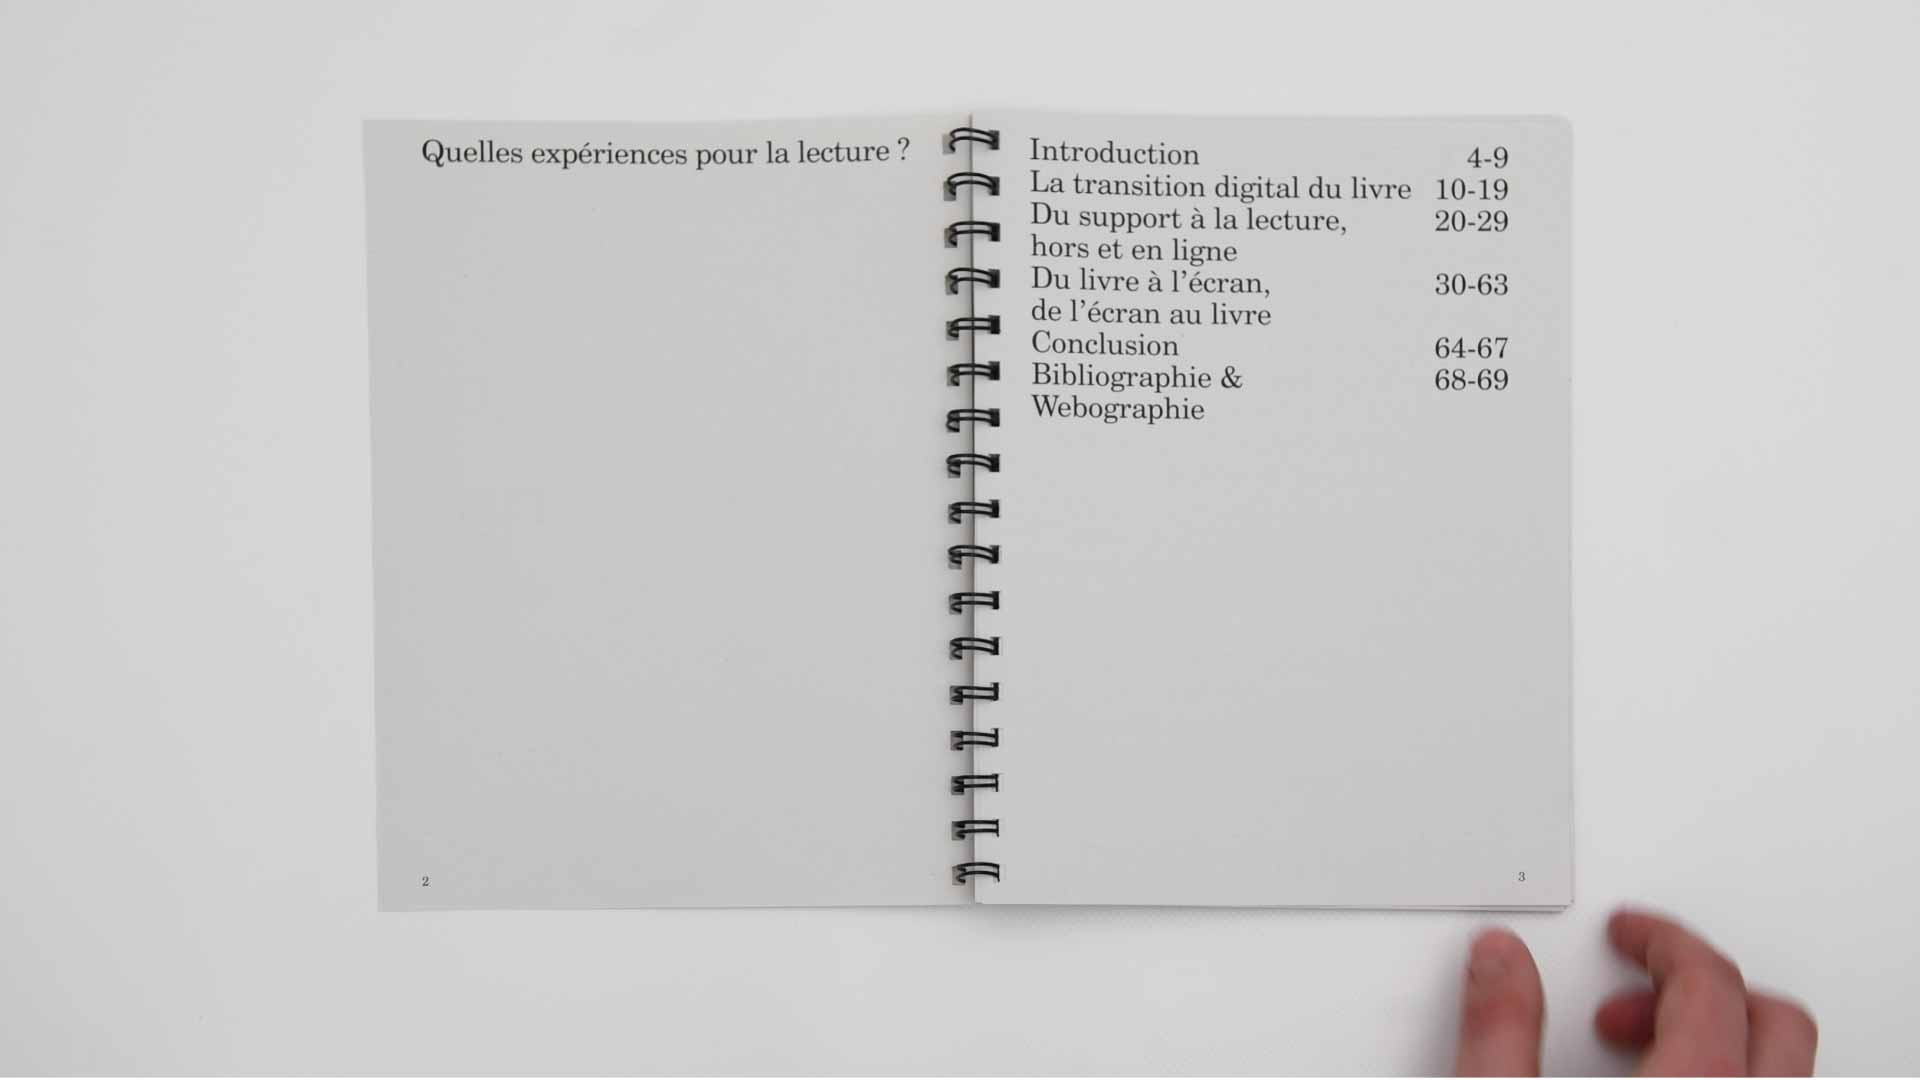 Quelles expériences pour la lecture ?
2
Introduction 4-9
La transition digital du livre 10-19
Du support à la lecture, 20-29
hors et en ligne
Du livre à l’écran, 30-63
de l’écran au livre
Conclusion 64-67
Bibliographie & 68-69
Webographie
3